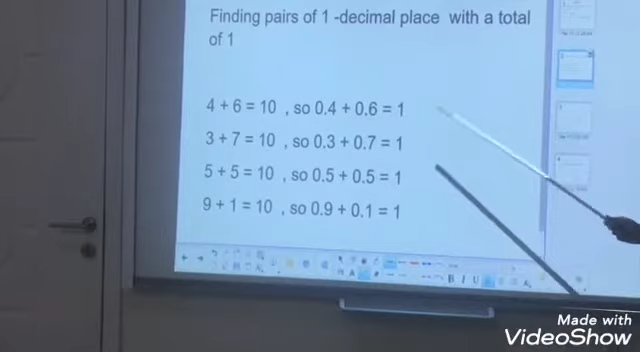 Finding pairs of 1 -decimal place with a total
of 1
4 + 6 = 10 , so 0.4 + 0.6 = 1
3 + 7 = 10 , so 0.3 + 0.7 = 1
5 + 5 = 10 , so 0.5 + 0.5 = 1
9 + 1 = 10 , so 0.9 + 0.1 = 1
B I U
Made with
VideoShow